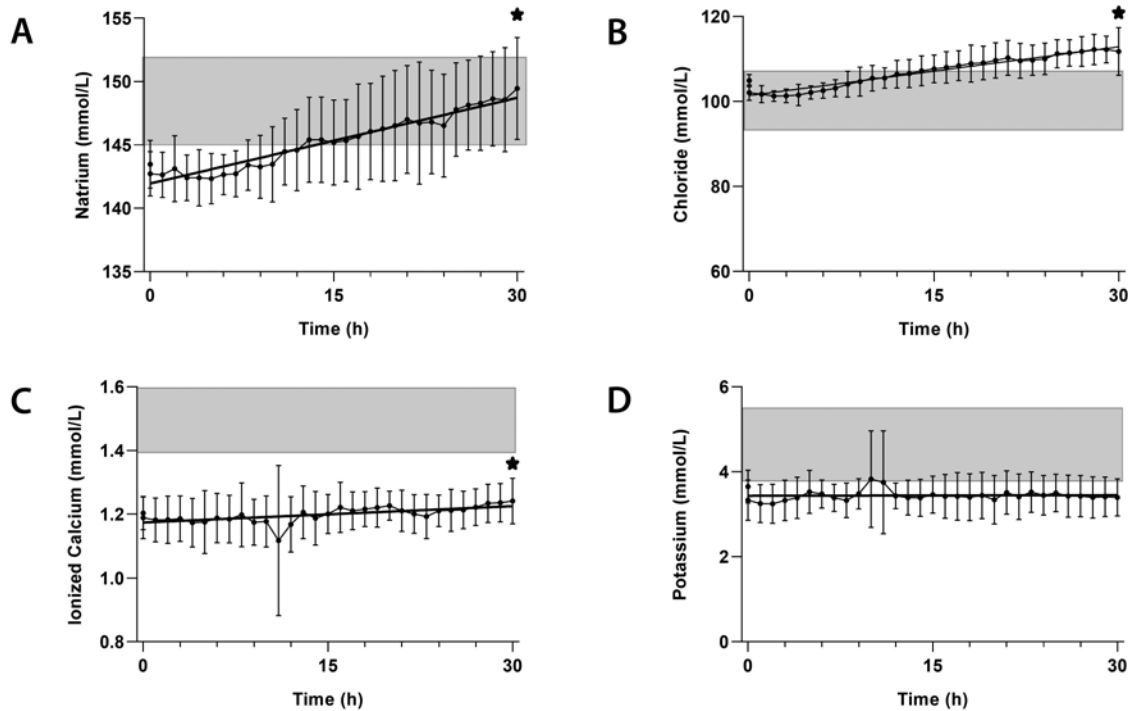 A
Natrium (mmol/L)
155
150
145
140
135
0
15
30
Time (h)
B
Chloride (mmol/L)
120
100
80
60
0
15
30
Time (h)
C
Ionized Calcium (mmol/L)
1.6
1.4
1.2
1.0
0.8
0
15
30
Time (h)
D
Potassium (mmol/L)
6
4
2
0
0
15
30
Time (h)